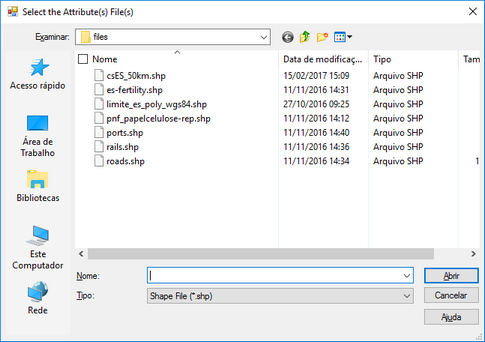 Select the Attribute(s) File(s)
Examinar: files
Nome Data de modificaç... Tipo Tam
csES_50km.shp 15/02/2017 15:09 Arquivo SHP
es-fertility.shp 11/11/2016 14:31 Arquivo SHP
limite_es_poly_wgs84.shp 27/10/2016 09:25 Arquivo SHP
pnf_papelcelulose-rep.shp 11/11/2016 14:12 Arquivo SHP
ports.shp 11/11/2016 14:40 Arquivo SHP
rails.shp 11/11/2016 14:36 Arquivo SHP
roads.shp 11/11/2016 14:34 Arquivo SHP 1
Acesso rápido
Área de
Trabalho
Bibliotecas
Este
Computador
Rede
Nome: Abrir
Tipo: Shape File (*.shp) Cancelar
Ajuda